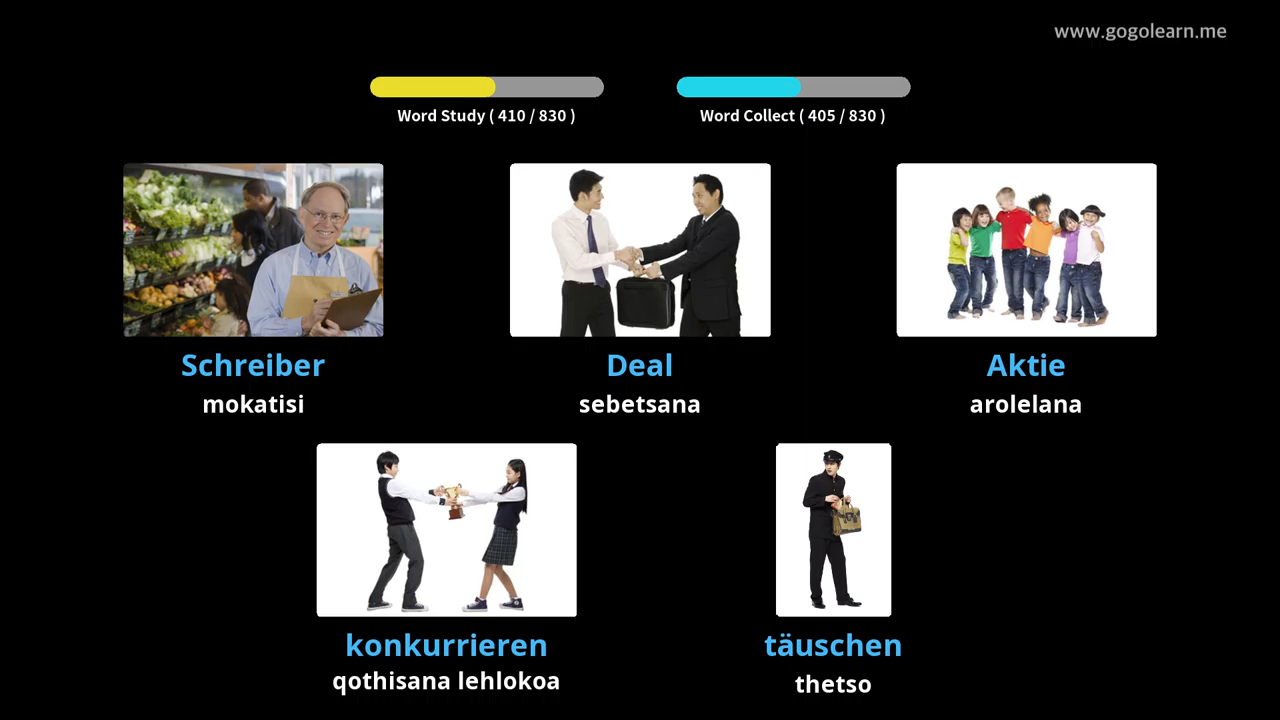 www.gogolearn.me
Word Study ( 410 / 830 )
Word Collect ( 405 / 830 )
Schreiber
mokatisi
Deal
sebetsana
Aktie
arolelana
konkurrieren
qothisana lehlokoa
täuschen
thetso